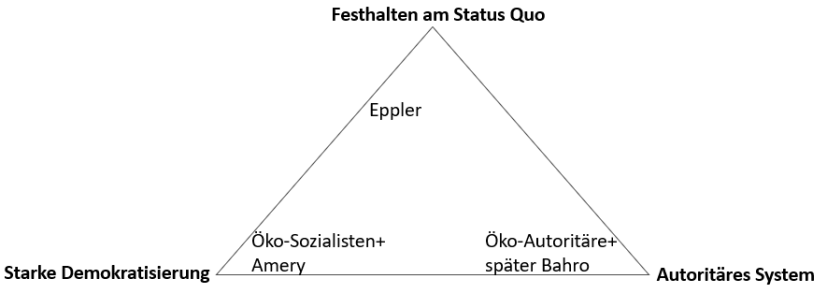 Festhalten am Status Quo
Eppler
Öko-Sozialisten+
Amery
Öko-Autoritäre+
später Bahro
Starke Demokratisierung
Autoritäres System